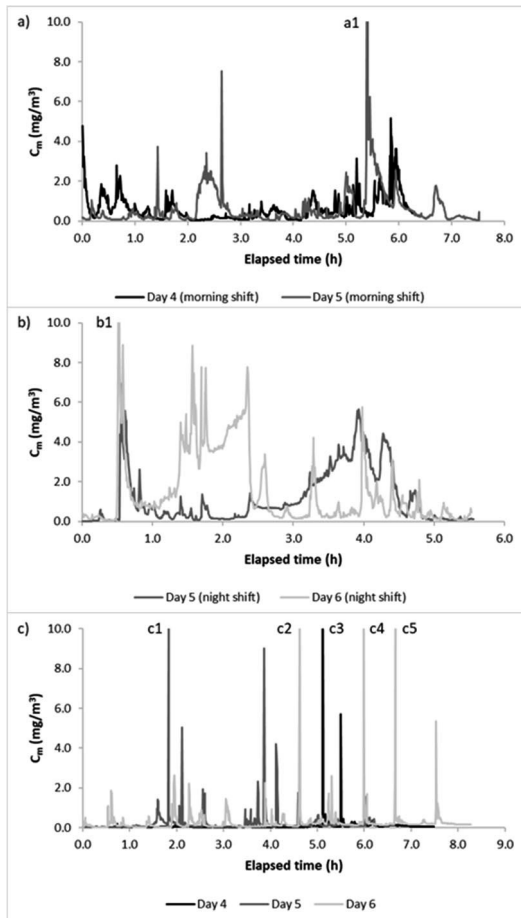 a)
a1
10.0
8.0
6.0
4.0
2.0
0.0
Cm (mg/m³)
0.0 1.0 2.0 3.0 4.0 5.0 6.0 7.0 8.0
Elapsed time (h)
Day 4 (morning shift) Day 5 (morning shift)
b)
b1
10.0
8.0
6.0
4.0
2.0
0.0
Cm (mg/m³)
0.0 1.0 2.0 3.0 4.0 5.0 6.0
Elapsed time (h)
Day 5 (night shift) Day 6 (night shift)
c)
c1 c2 c3 c4 c5
10.0
8.0
6.0
4.0
2.0
0.0
Cm (mg/m³)
0.0 1.0 2.0 3.0 4.0 5.0 6.0 7.0 8.0 9.0
Elapsed time (h)
Day 4 Day 5 Day 6